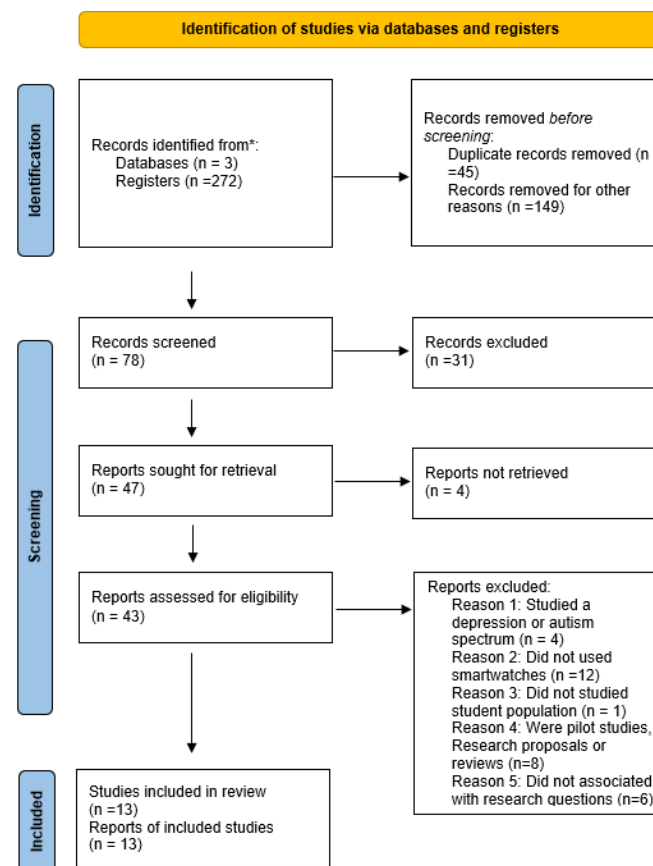 Identification of studies via databases and registers
Identification
Records identified from*:
Databases (n = 3)
Registers (n =272)
Records removed before
screening:
Duplicate records removed (n
=45)
Records removed for other
reasons (n =149)
Screening
Records screened
(n = 78)
Records excluded
(n =31)
Reports sought for retrieval
(n = 47)
Reports not retrieved
(n = 4)
Reports assessed for eligibility
(n = 43)
Reports excluded:
Reason 1: Studied a
depression or autism
spectrum (n = 4)
Reason 2: Did not used
smartwatches (n =12)
Reason 3: Did not studied
student population (n = 1)
Reason 4: Were pilot studies,
Research proposals or
reviews (n=8)
Reason 5: Did not associated
with research questions (n=6)
Included
Studies included in review
(n =13)
Reports of included studies
(n = 13)